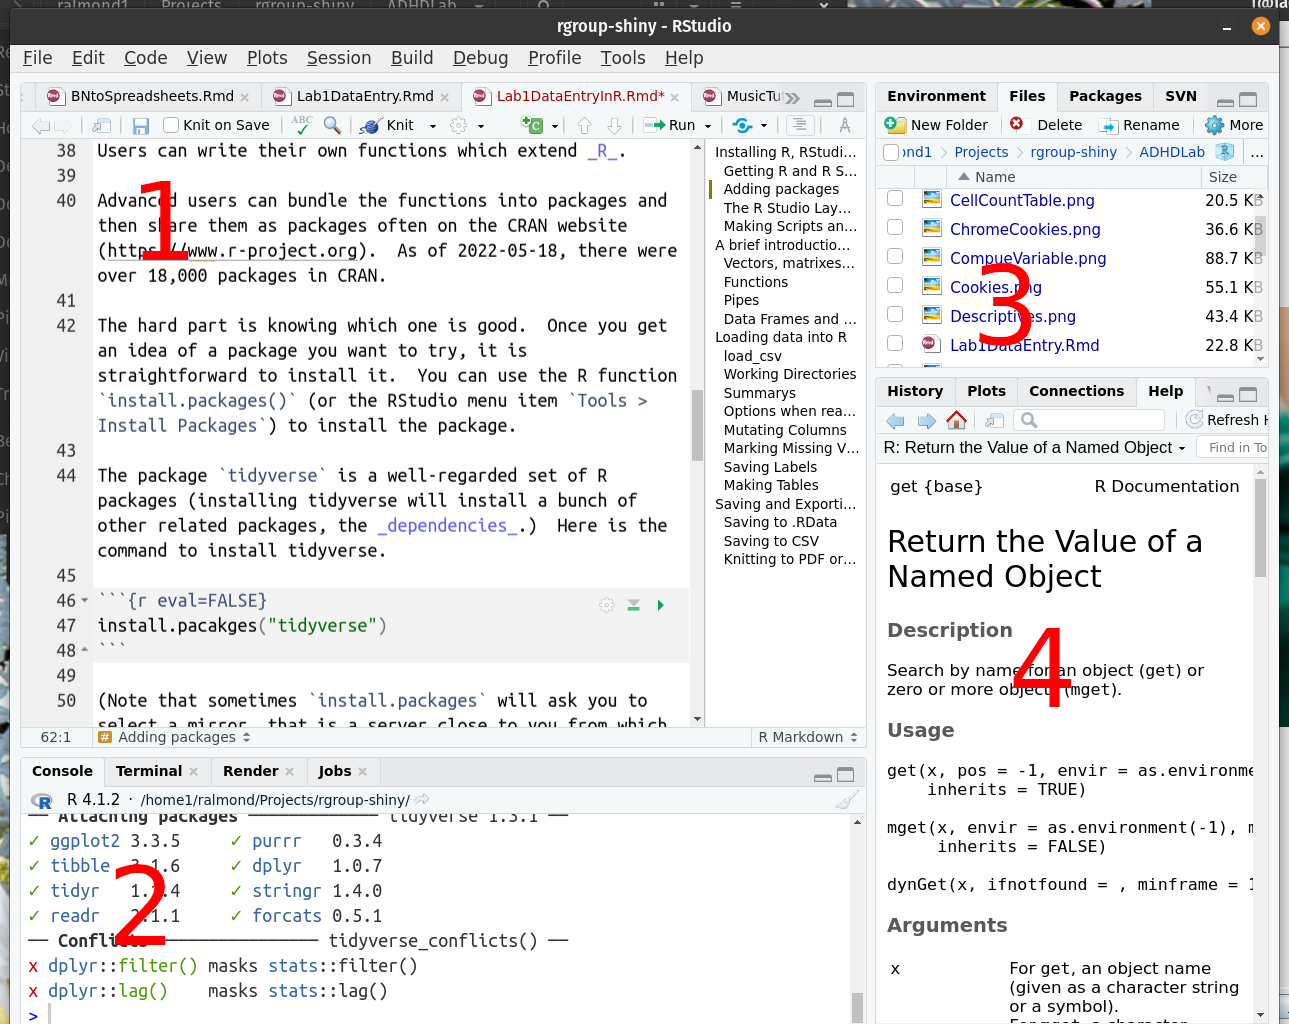 ralmond1 Projects rgroup-shiny ADHDLab
rgroup-shiny - RStudio
File Edit Code View Plots Session Build Debug Profile Tools Help
BNtoSpreadsheets.Rmd Lab1DataEntry.Rmd Lab1DataEntryInR.Rmd* MusicTut
Knit on Save ABC Knit Run
38 Users can write their own functions which extend _R_.
39
40 Advanced users can bundle the functions into packages and
then share them as packages often on the CRAN website
(https://www.r-project.org). As of 2022-05-18, there were
over 18,000 packages in CRAN.
41
42 The hard part is knowing which one is good. Once you get
an idea of a package you want to try, it is
straightforward to install it. You can use the R function
`install.packages()` (or the RStudio menu item `Tools >
Install Packages`) to install the package.
43
44 The package `tidyverse` is a well-regarded set of R
packages (installing tidyverse will install a bunch of
other related packages, the _dependencies_.) Here is the
command to install tidyverse.
45
46 ```{r eval=FALSE}
47 install.pacakges("tidyverse")
48 ```
49
50 (Note that sometimes `install.packages` will ask you to
select a mirror, that is a server close to you from which
1
62:1 Adding packages R Markdown
Installing R, RStudi...
Getting R and R S...
Adding packages
The R Studio Lay...
Making Scripts an...
A brief introductio...
Vectors, matrixes...
Functions
Pipes
Data Frames and ...
Loading data into R
load_csv
Working Directories
Summarys
Options when rea...
Mutating Columns
Marking Missing V...
Saving Labels
Making Tables
Saving and Exporti...
Saving to .RData
Saving to CSV
Knitting to PDF or...
Console Terminal Render Jobs
R 4.1.2 · /home1/ralmond/Projects/rgroup-shiny/
── Attaching packages ──────────── tidyverse 1.3.1 ──
✓ ggplot2 3.3.5 ✓ purrr 0.3.4
✓ tibble 3.1.6 ✓ dplyr 1.0.7
✓ tidyr 1.1.4 ✓ stringr 1.4.0
✓ readr 2.1.1 ✓ forcats 0.5.1
── Conflicts ──────────────── tidyverse_conflicts() ──
x dplyr::filter() masks stats::filter()
x dplyr::lag() masks stats::lag()
>
2
Environment Files Packages SVN
New Folder Delete Rename More
ond1 Projects rgroup-shiny ADHDLab R ...
Name Size
CellCountTable.png 20.5 KB
ChromeCookies.png 36.6 KB
CompueVariable.png 88.7 KB
Cookies.png 55.1 KB
Descriptives.png 43.4 KB
Lab1DataEntry.Rmd 22.8 KB
3
History Plots Connections Help
Refresh H
R: Return the Value of a Named Object Find in To
get {base} R Documentation
Return the Value of a
Named Object
Description
Search by name for an object (get) or
zero or more objects (mget).
4
Usage
get(x, pos = -1, envir = as.environme
inherits = TRUE)
mget(x, envir = as.environment(-1), m
inherits = FALSE)
dynGet(x, ifnotfound = , minframe = 1
Arguments
x For get, an object name
(given as a character string
or a symbol).
For mget, a character